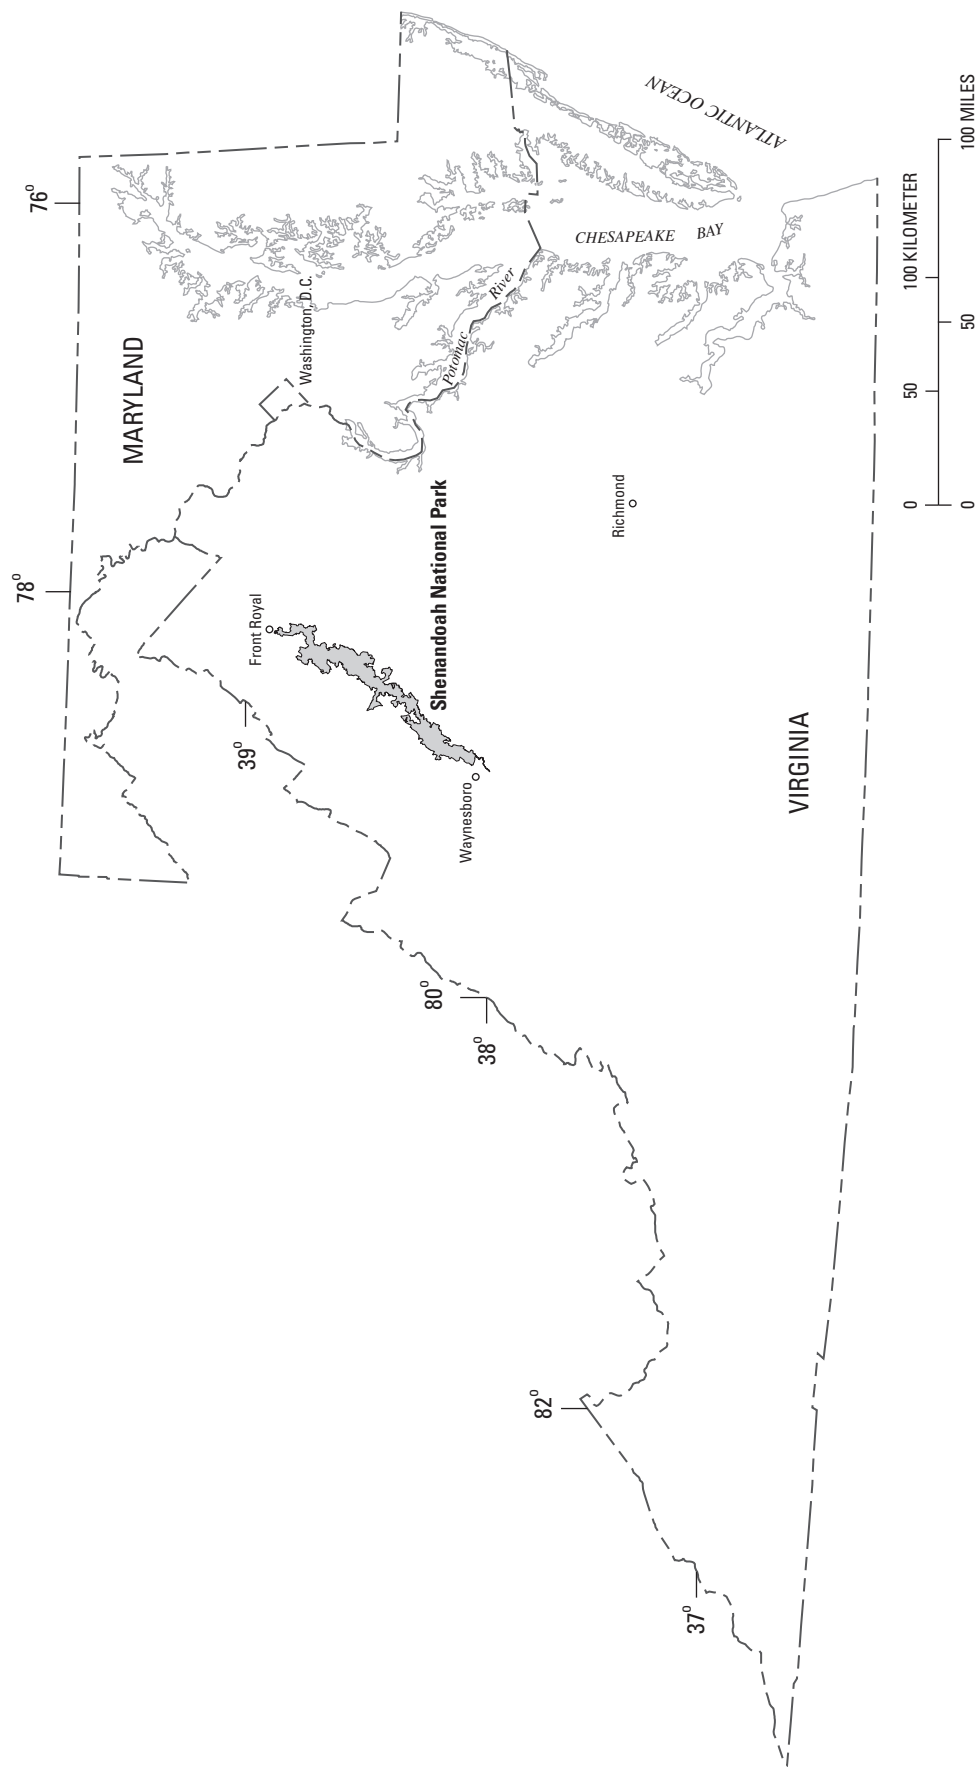 76°
78°
MARYLAND
Washington, D.C.
Front Royal
39°
Potomac
River
CHESAPEAKE BAY
ATLANTIC OCEAN
Shenandoah National Park
Waynesboro
80°
38°
Richmond
82°
VIRGINIA
37°
0 50 100 KILOMETER
0 50 100 MILES